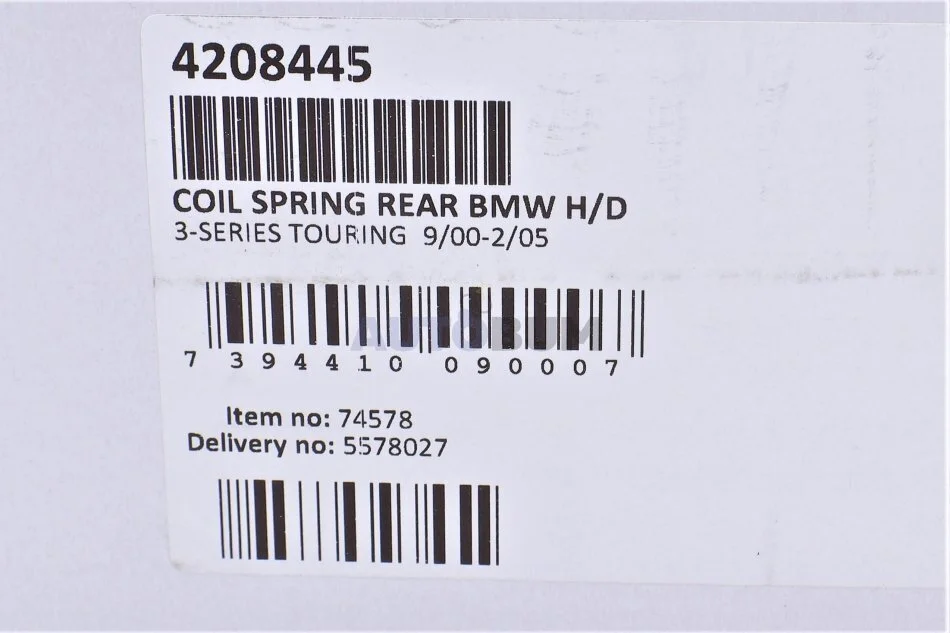 4208445
COIL SPRING REAR BMW H/D
3-SERIES TOURING 9/00-2/05
AUTOBUM
7 394410 090007
Item no: 74578
Delivery no: 5578027